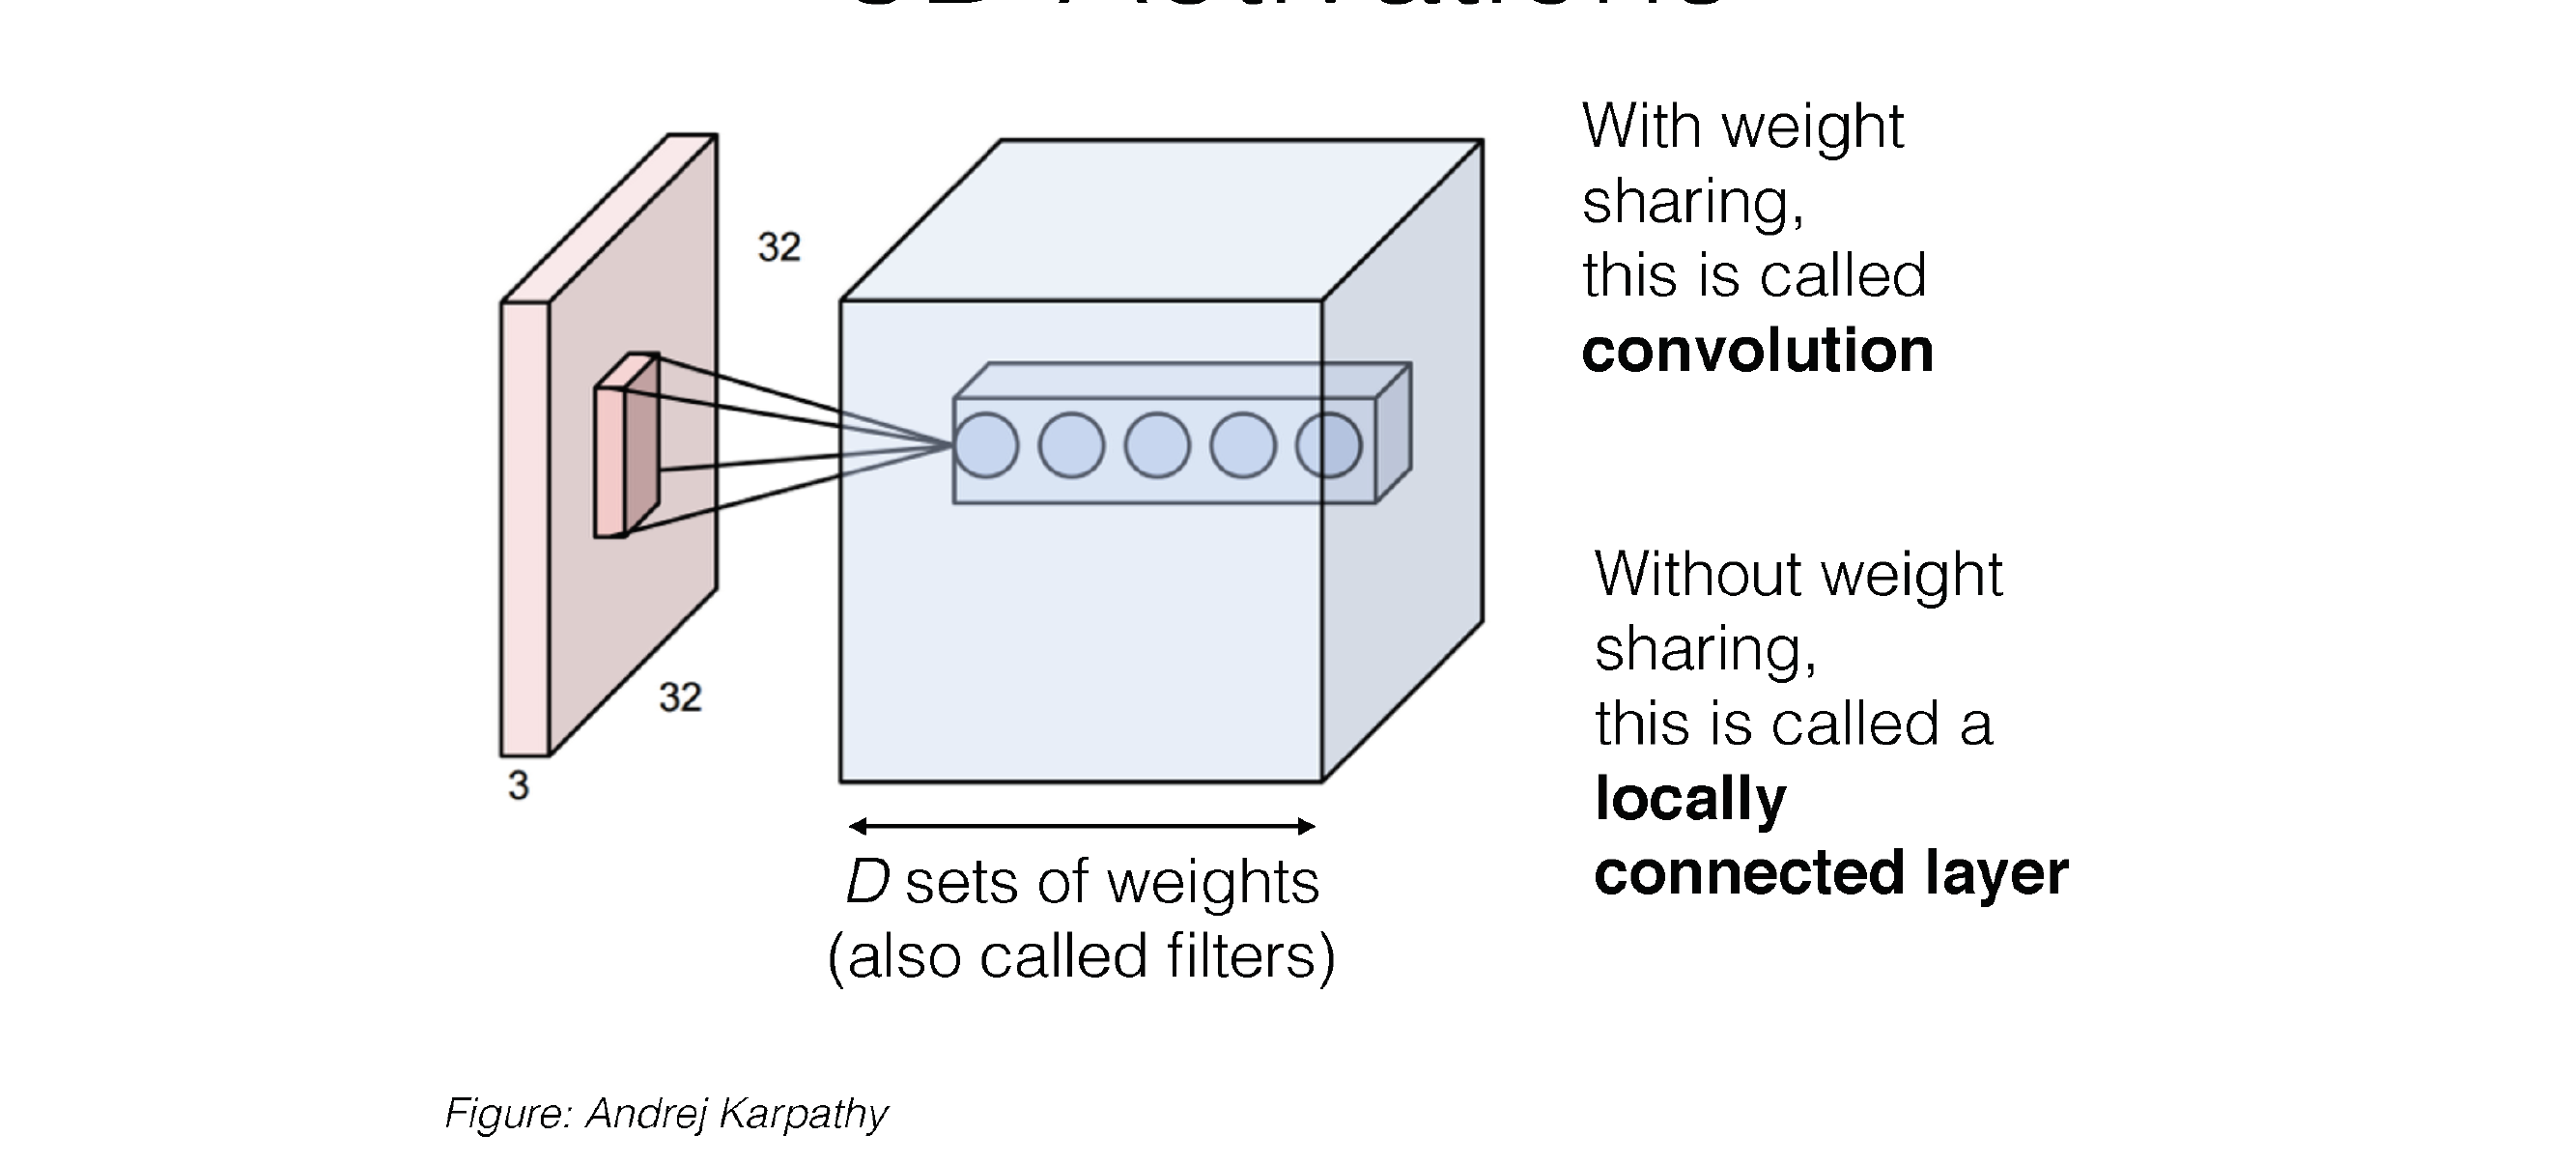 With weight
sharing,
this is called
convolution
32
32
3
Without weight
sharing,
this is called a
locally
connected layer
D sets of weights
(also called filters)
Figure: Andrej Karpathy